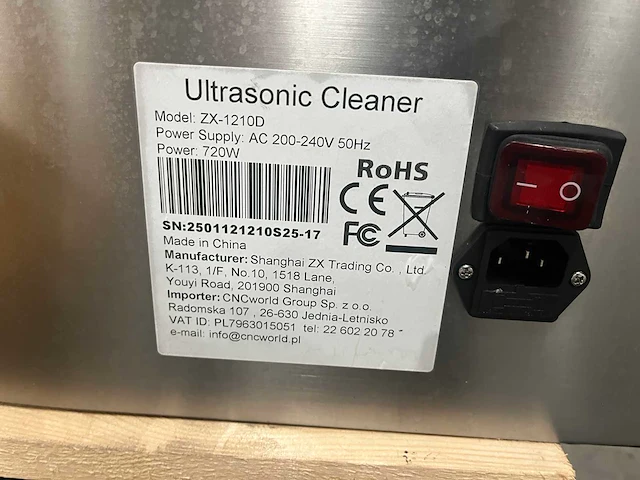 Ultrasonic Cleaner
Model: ZX-1210D
Power Supply: AC 200-240V 50Hz
Power: 720W
RoHS
CE
FC
SN:2501121210S25-17
Made in China
Manufacturer: Shanghai ZX Trading Co. , Ltd.
K-113, 1/F, No.10, 1518 Lane,
Youyi Road, 201900 Shanghai
Importer: CNCworld Group Sp. z o.o.
Radomska 107 , 26-630 Jednia-Letnisko
VAT ID: PL7963015051 tel: 22 602 20 78
e-mail: info@cncworld.pl